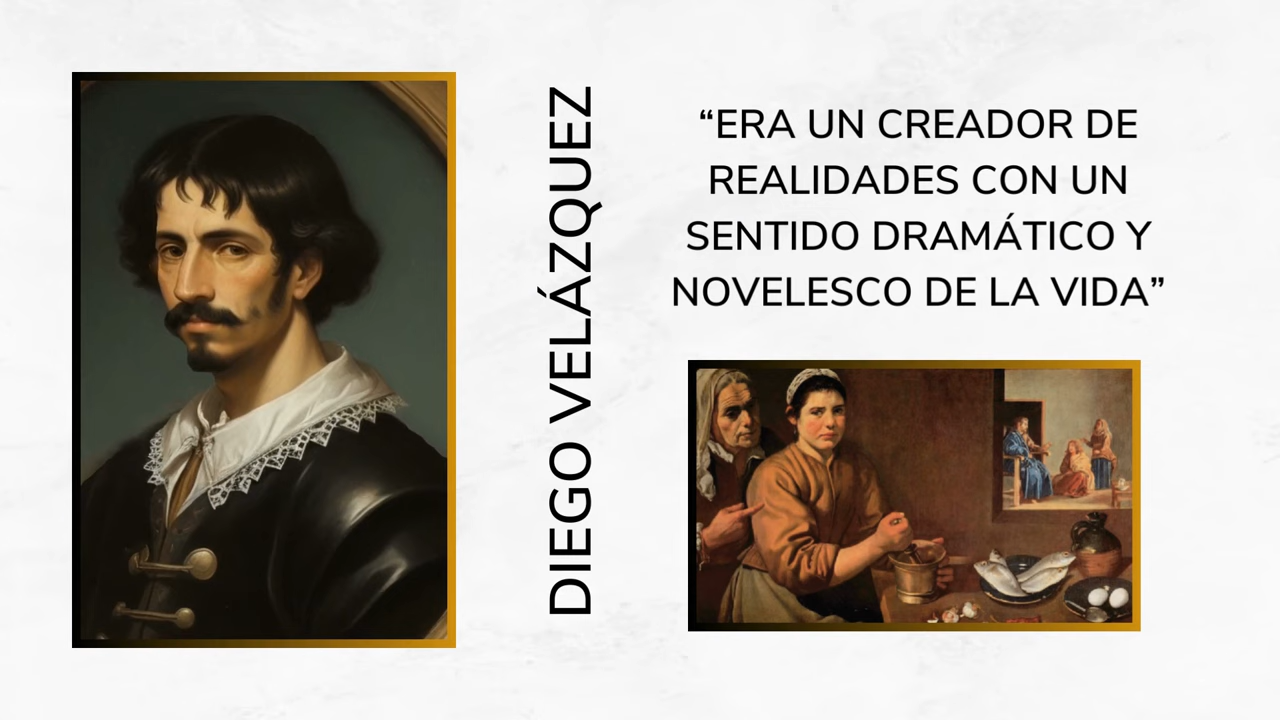 DIEGO VELÁZQUEZ
“ERA UN CREADOR DE
REALIDADES CON UN
SENTIDO DRAMÁTICO Y
NOVELESCO DE LA VIDA”